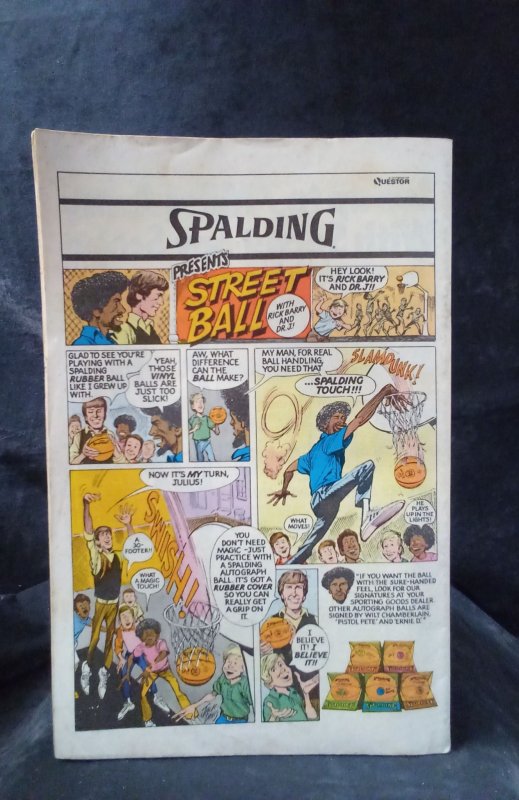 QUESTOR
SPALDING
PRESENTS
STREET
BALL
WITH
RICK BARRY
AND
DR.J!
HEY LOOK!
IT'S RICK BARRY
AND DR.J!!
GLAD TO SEE YOU'RE
PLAYING WITH A
SPALDING
RUBBER BALL
LIKE I GREW UP
WITH.
YEAH,
THOSE
VINYL
BALLS ARE
JUST TOO
SLICK!
AW, WHAT
DIFFERENCE
CAN THE
BALL MAKE?
MY MAN, FOR REAL
BALL HANDLING,
YOU NEED THAT
...SPALDING
TOUCH!!!
SLAMDUNK!
WHAT
MOVES!
HE
PLAYS
UP IN THE
LIGHTS!
NOW IT'S MY TURN,
JULIUS!
SWISH!!
A
30-
FOOTER!!
WHAT
A MAGIC
TOUCH!
YOU
DON'T NEED
MAGIC - JUST
PRACTICE WITH
A SPALDING
AUTOGRAPH
BALL. IT'S GOT A
RUBBER COVER
SO YOU CAN
REALLY GET
A GRIP ON
IT.
I
BELIEVE
IT! I
BELIEVE
IT!!
"IF YOU WANT THE BALL
WITH THE SURE-HANDED
FEEL, LOOK FOR OUR
SIGNATURES AT YOUR
SPORTING GOODS DEALER.
OTHER AUTOGRAPH BALLS ARE
SIGNED BY WILT CHAMBERLAIN,
'PISTOL PETE' AND 'ERNIE D.'"